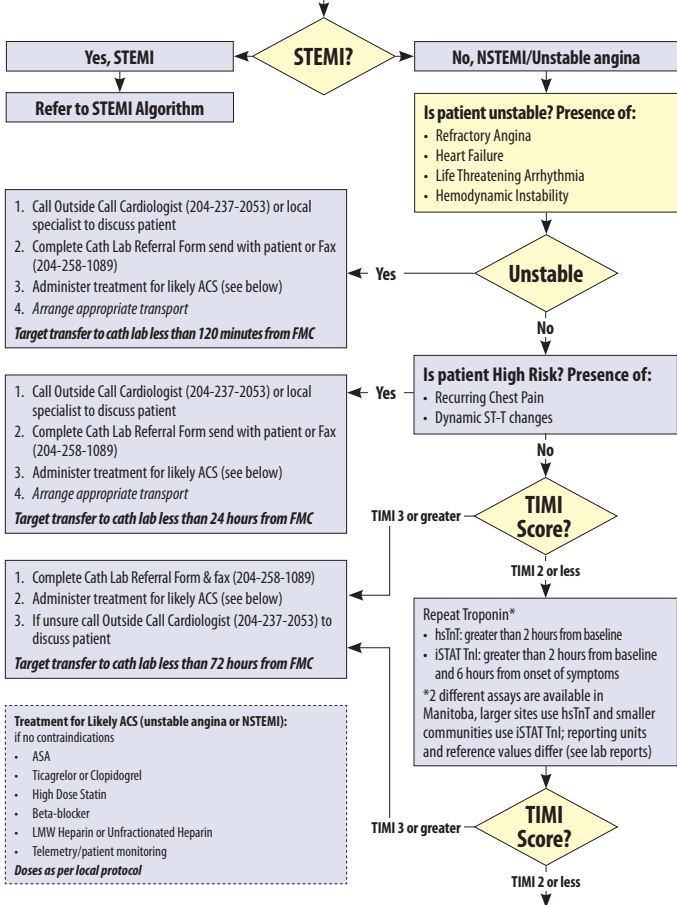 STEMI?
Yes, STEMI
No, NSTEMI/Unstable angina
Refer to STEMI Algorithm
Is patient unstable? Presence of:
• Refractory Angina
• Heart Failure
• Life Threatening Arrhythmia
• Hemodynamic Instability
Unstable
Yes
1. Call Outside Call Cardiologist (204-237-2053) or local
specialist to discuss patient
2. Complete Cath Lab Referral Form send with patient or Fax
(204-258-1089)
3. Administer treatment for likely ACS (see below)
4. Arrange appropriate transport
Target transfer to cath lab less than 120 minutes from FMC
No
Is patient High Risk? Presence of:
• Recurring Chest Pain
• Dynamic ST-T changes
Yes
1. Call Outside Call Cardiologist (204-237-2053) or local
specialist to discuss patient
2. Complete Cath Lab Referral Form send with patient or Fax
(204-258-1089)
3. Administer treatment for likely ACS (see below)
4. Arrange appropriate transport
Target transfer to cath lab less than 24 hours from FMC
No
TIMI
Score?
TIMI 3 or greater
1. Complete Cath Lab Referral Form & fax (204-258-1089)
2. Administer treatment for likely ACS (see below)
3. If unsure call Outside Call Cardiologist (204-237-2053) to
discuss patient
Target transfer to cath lab less than 72 hours from FMC
TIMI 2 or less
Repeat Troponin*
• hsTnT: greater than 2 hours from baseline
• iSTAT TnI: greater than 2 hours from baseline
and 6 hours from onset of symptoms
*2 different assays are available in
Manitoba, larger sites use hsTnT and smaller
communities use iSTAT TnI; reporting units
and reference values differ (see lab reports)
TIMI
Score?
TIMI 3 or greater
TIMI 2 or less
Treatment for Likely ACS (unstable angina or NSTEMI):
if no contraindications
• ASA
• Ticagrelor or Clopidogrel
• High Dose Statin
• Beta-blocker
• LMW Heparin or Unfractionated Heparin
• Telemetry/patient monitoring
Doses as per local protocol